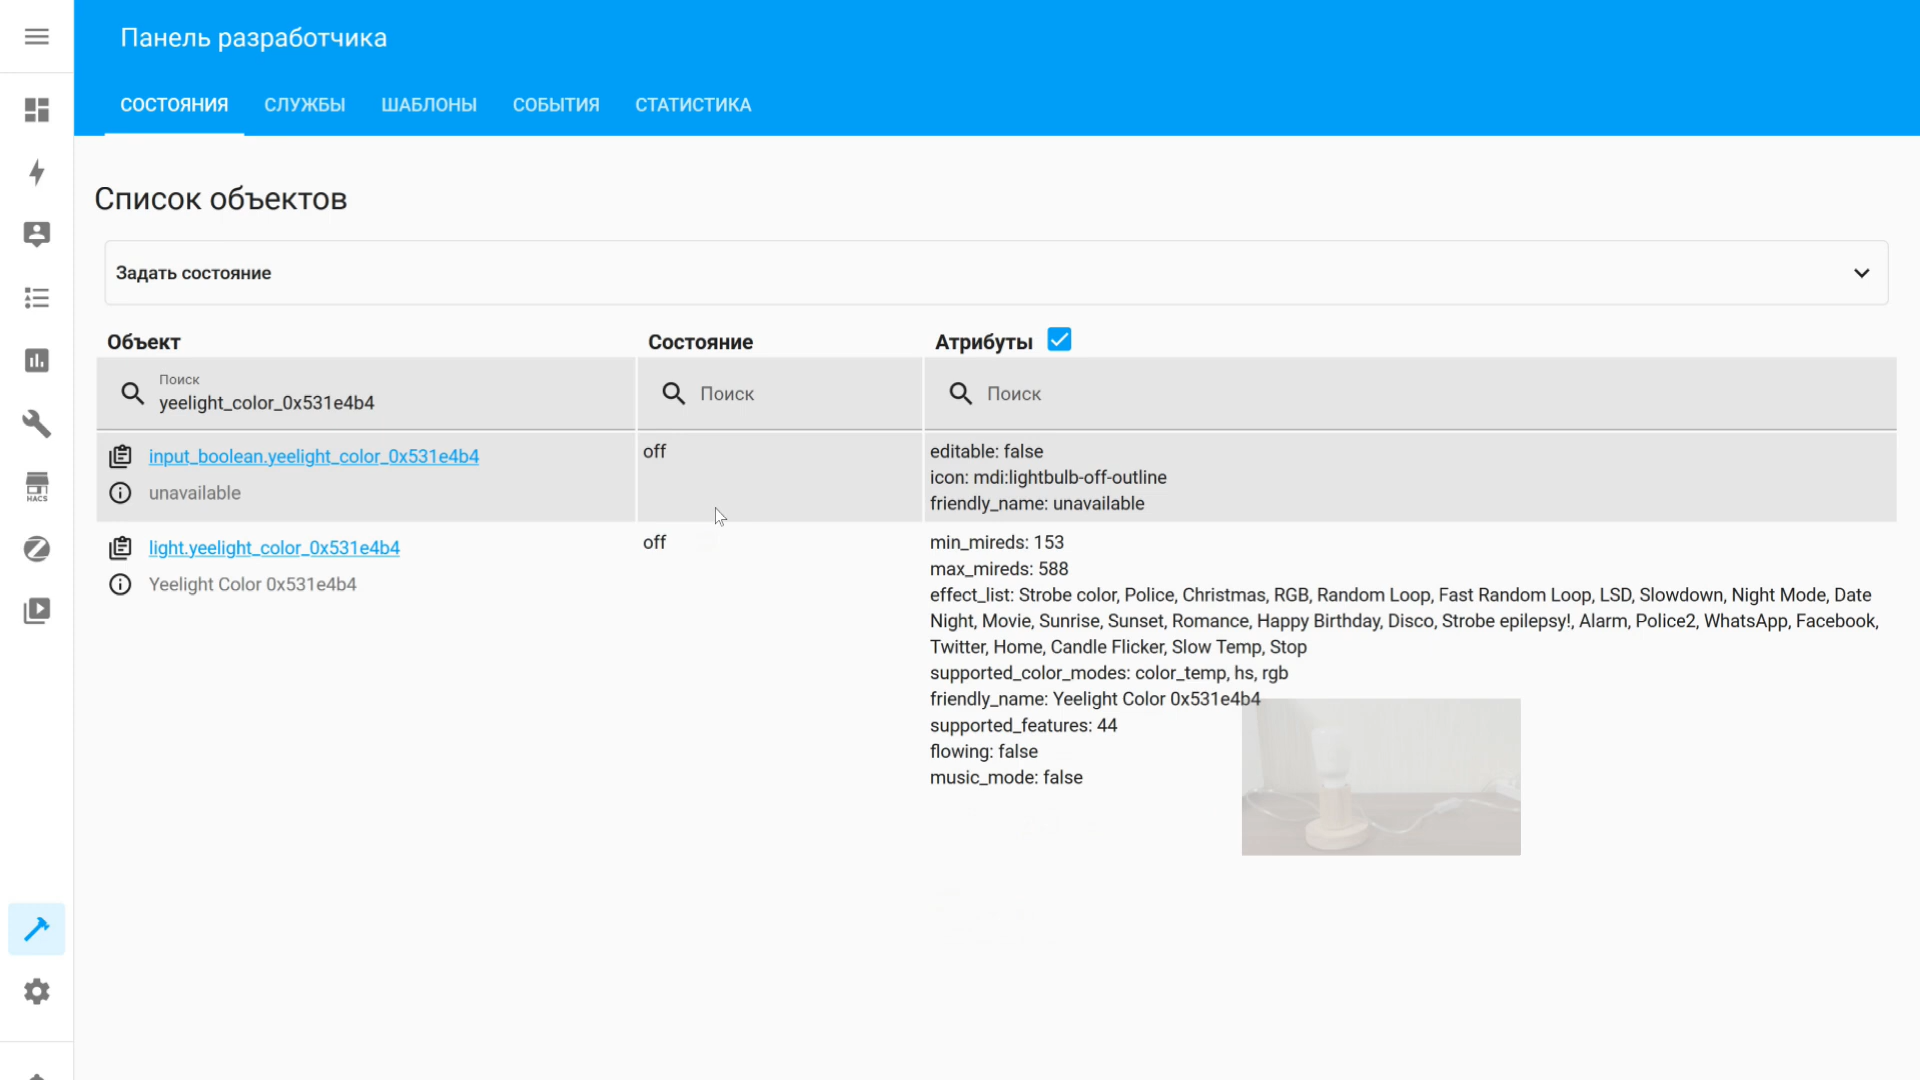 Панель разработчика
СОСТОЯНИЯ СЛУЖБЫ ШАБЛОНЫ СОБЫТИЯ СТАТИСТИКА
Список объектов
Задать состояние
Объект Состояние Атрибуты
Поиск
yeelight_color_0x531e4b4
Поиск
Поиск
input_boolean.yeelight_color_0x531e4b4
unavailable
off
editable: false
icon: mdi:lightbulb-off-outline
friendly_name: unavailable
light.yeelight_color_0x531e4b4
Yeelight Color 0x531e4b4
off
min_mireds: 153
max_mireds: 588
effect_list: Strobe color, Police, Christmas, RGB, Random Loop, Fast Random Loop, LSD, Slowdown, Night Mode, Date
Night, Movie, Sunrise, Sunset, Romance, Happy Birthday, Disco, Strobe epilepsy!, Alarm, Police2, WhatsApp, Facebook,
Twitter, Home, Candle Flicker, Slow Temp, Stop
supported_color_modes: color_temp, hs, rgb
friendly_name: Yeelight Color 0x531e4b4
supported_features: 44
flowing: false
music_mode: false
HACS